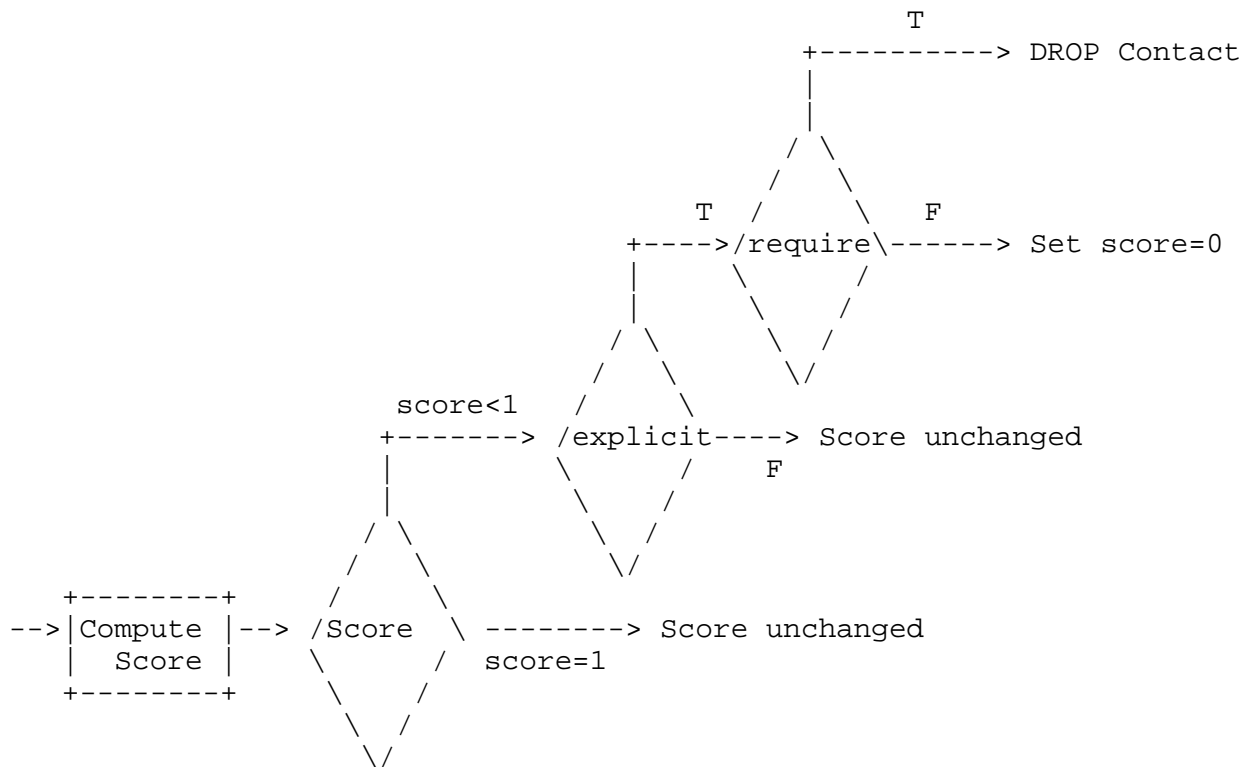 T
DROP Contact
T F
require Set score=0
score<1
explicit Score unchanged
F
Compute Score Score unchanged
Score score=1